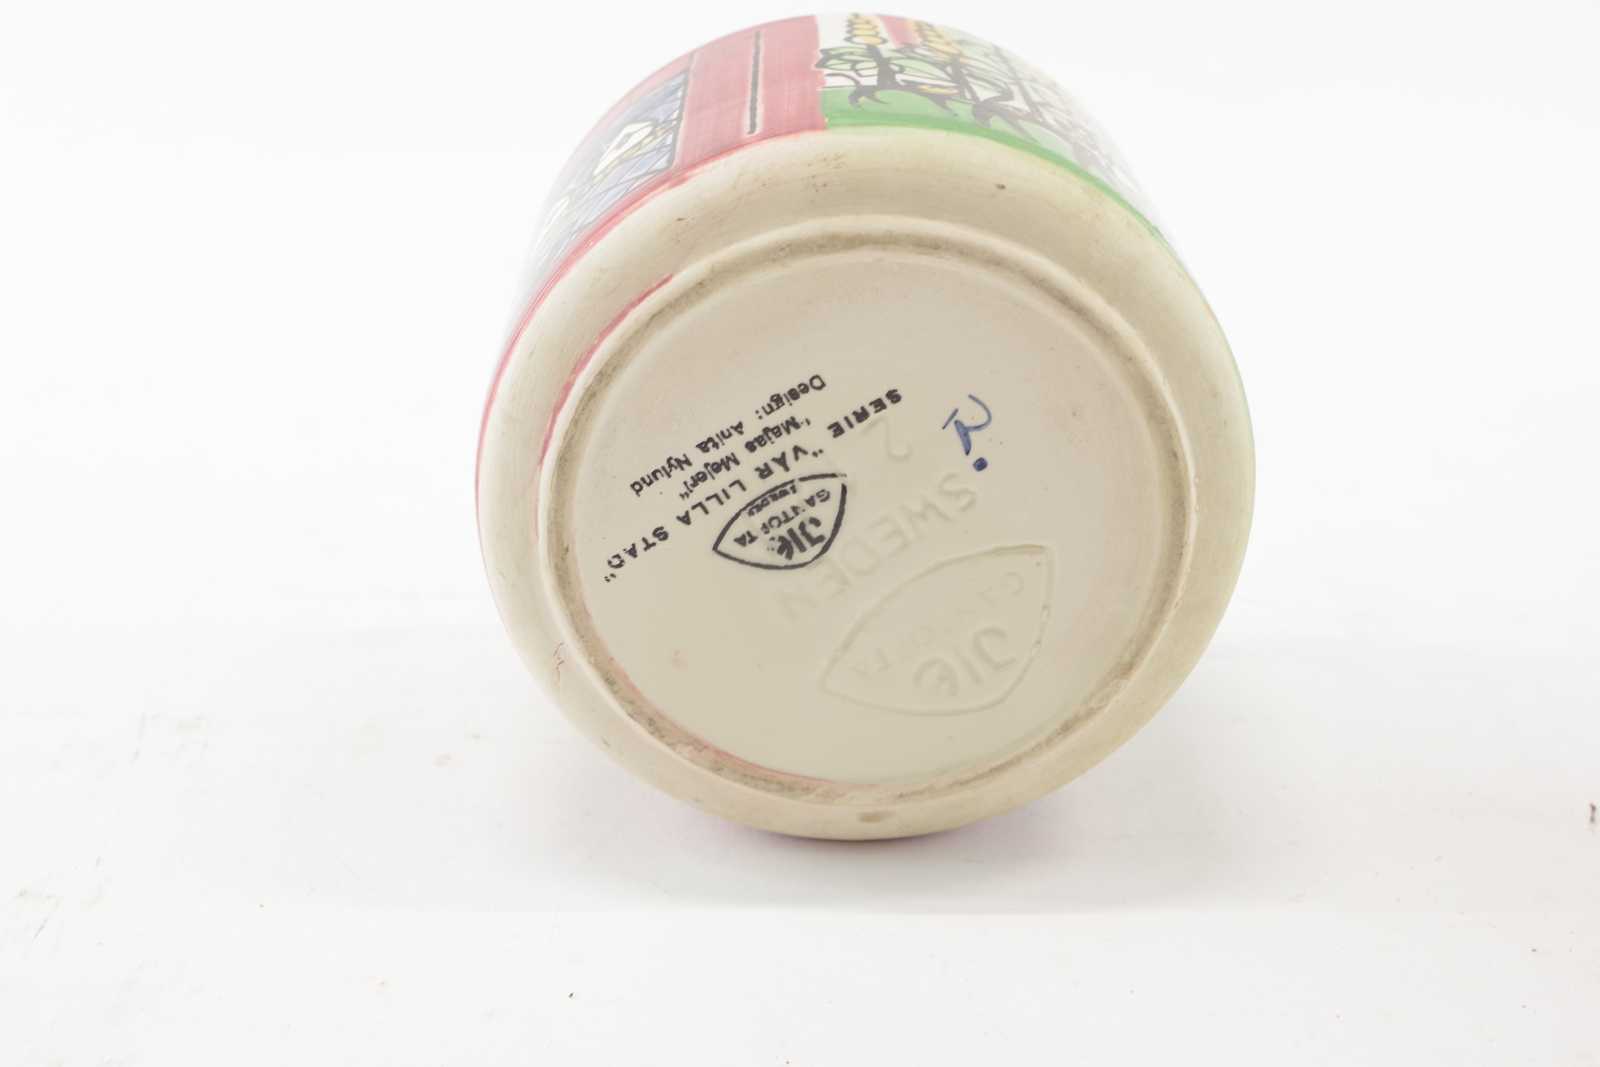 JIE
GANTOFTA
SWEDEN
SERIE "VÅR LILLA STAD"
"Majas Mejeri"
Design: Anita Nylund
2
SWEDEN
JIE
GANTOFTA